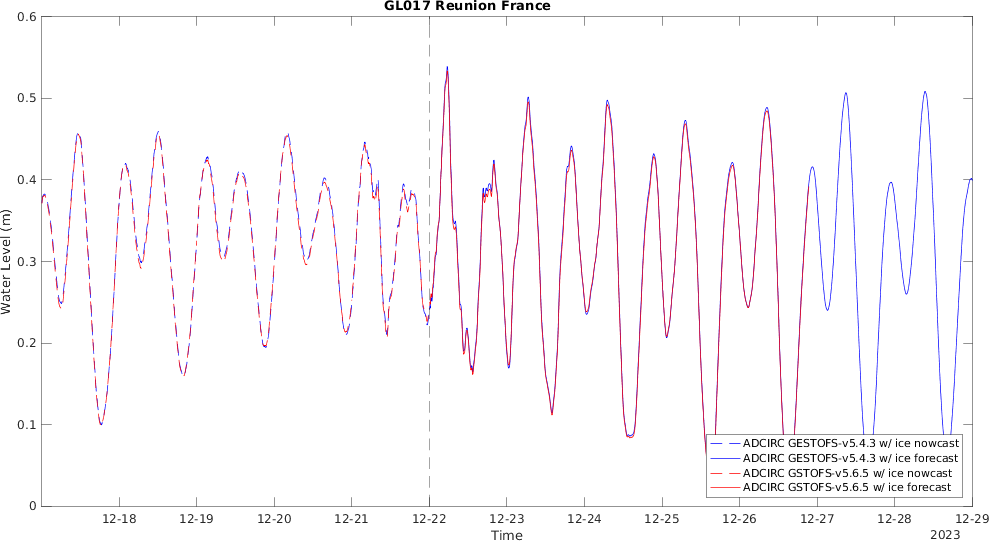 GL017 Reunion France
0.6
0.5
0.4
0.3
0.2
0.1
0
Water Level (m)
ADCIRC GESTOFS-v5.4.3 w/ ice nowcast
ADCIRC GESTOFS-v5.4.3 w/ ice forecast
ADCIRC GSTOFS-v5.6.5 w/ ice nowcast
ADCIRC GSTOFS-v5.6.5 w/ ice forecast
12-18 12-19 12-20 12-21 12-22 12-23 12-24 12-25 12-26 12-27 12-28 12-29
Time
2023